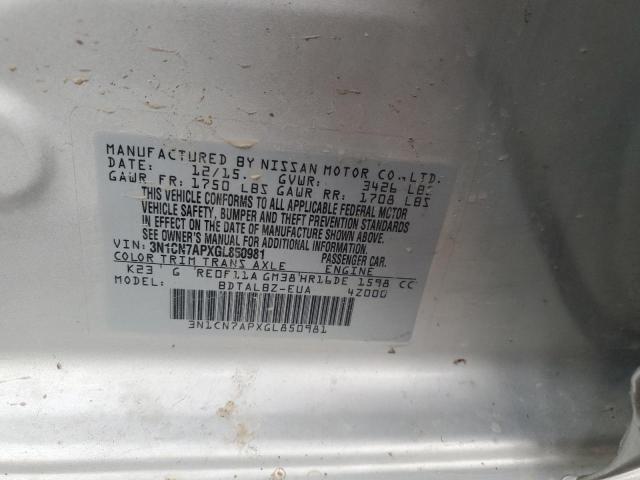 MANUFACTURED BY NISSAN MOTOR CO.,LTD.
DATE: 12/15. GVWR: 3426 LBS
GAWR FR: 1750 LBS GAWR RR: 1708 LBS
THIS VEHICLE CONFORMS TO ALL APPLICABLE FEDERAL MOTOR
VEHICLE SAFETY, BUMPER AND THEFT PREVENTION STANDARDS
IN EFFECT ON THE DATE OF MANUFACTURE SHOWN ABOVE.
SEE OWNER'S MANUAL FOR ADDITIONAL INFORMATION.
VIN: 3N1CN7APXGL850981 PASSENGER CAR.
COLOR TRIM TRANS AXLE ENGINE
K23 G RE0F11A GM38 HR16DE 1598 CC
MODEL: BDTALBZ-EUA 42000
3N1CN7APXGL850981